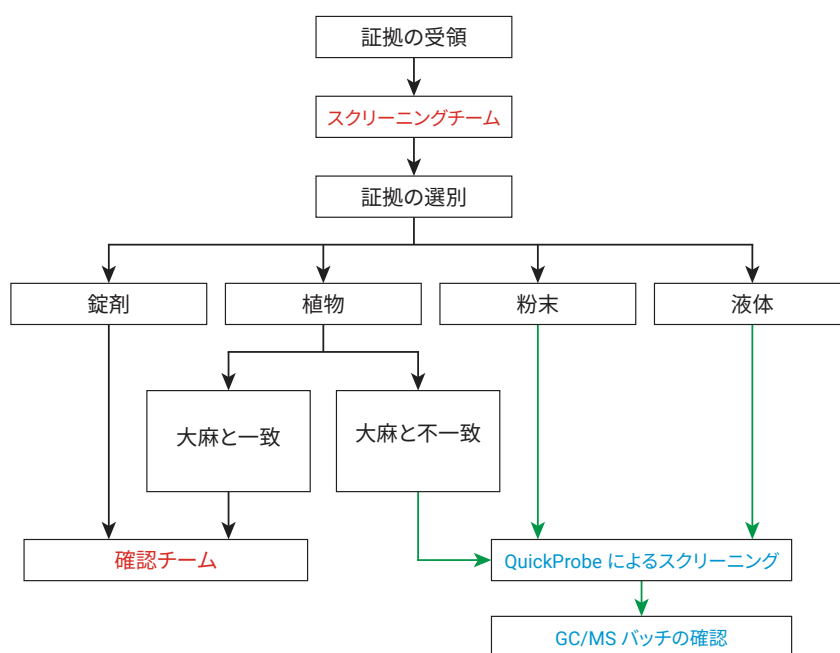 証拠の受領
スクリーニングチーム
証拠の選別
錠剤
植物
粉末
液体
大麻と一致
大麻と不一致
確認チーム
QuickProbe によるスクリーニング
GC/MS バッチの確認